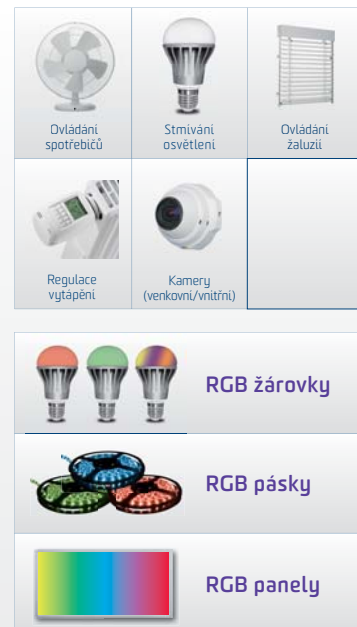 Ovládání
spotřebičů
Stmívání
osvětlení
Ovládání
žaluzií
Regulace
vytápění
Kamery
(venkovní/vnitřní)
RGB žárovky
RGB pásky
RGB panely